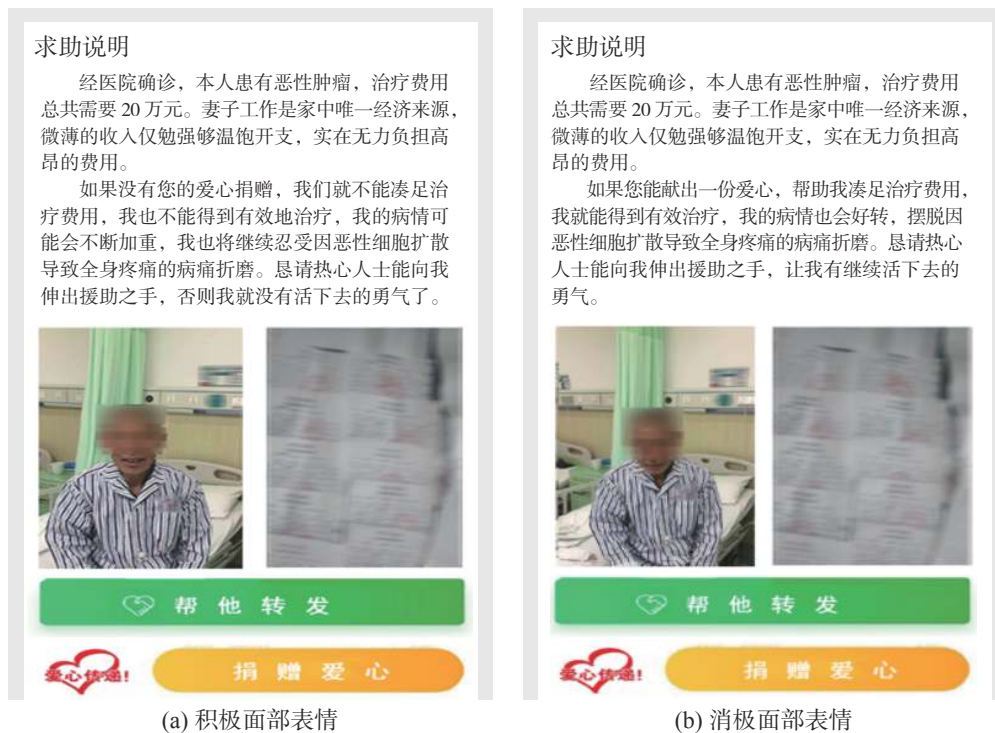 求助说明
经医院确诊，本人患有恶性肿瘤，治疗费用
总共需要 20 万元。妻子工作是家中唯一经济来源，
微薄的收入仅勉强够温饱开支，实在无力负担高
昂的费用。
如果没有您的爱心捐赠，我们就不能凑足治
疗费用，我也不能得到有效地治疗，我的病情可
能会不断加重，我也将继续忍受因恶性细胞扩散
导致全身疼痛的病痛折磨。恳请热心人士能向我
伸出援助之手，否则我就没有活下去的勇气了。
帮他转发
爱心传递!
捐赠爱心
(a) 积极面部表情
求助说明
经医院确诊，本人患有恶性肿瘤，治疗费用
总共需要 20 万元。妻子工作是家中唯一经济来源，
微薄的收入仅勉强够温饱开支，实在无力负担高
昂的费用。
如果您能献出一份爱心，帮助我凑足治疗费用，
我就能得到有效治疗，我的病情也会好转，摆脱因
恶性细胞扩散导致全身疼痛的病痛折磨。恳请热心
人士能向我伸出援助之手，让我有继续活下去的
勇气。
帮他转发
爱心传递!
捐赠爱心
(b) 消极面部表情